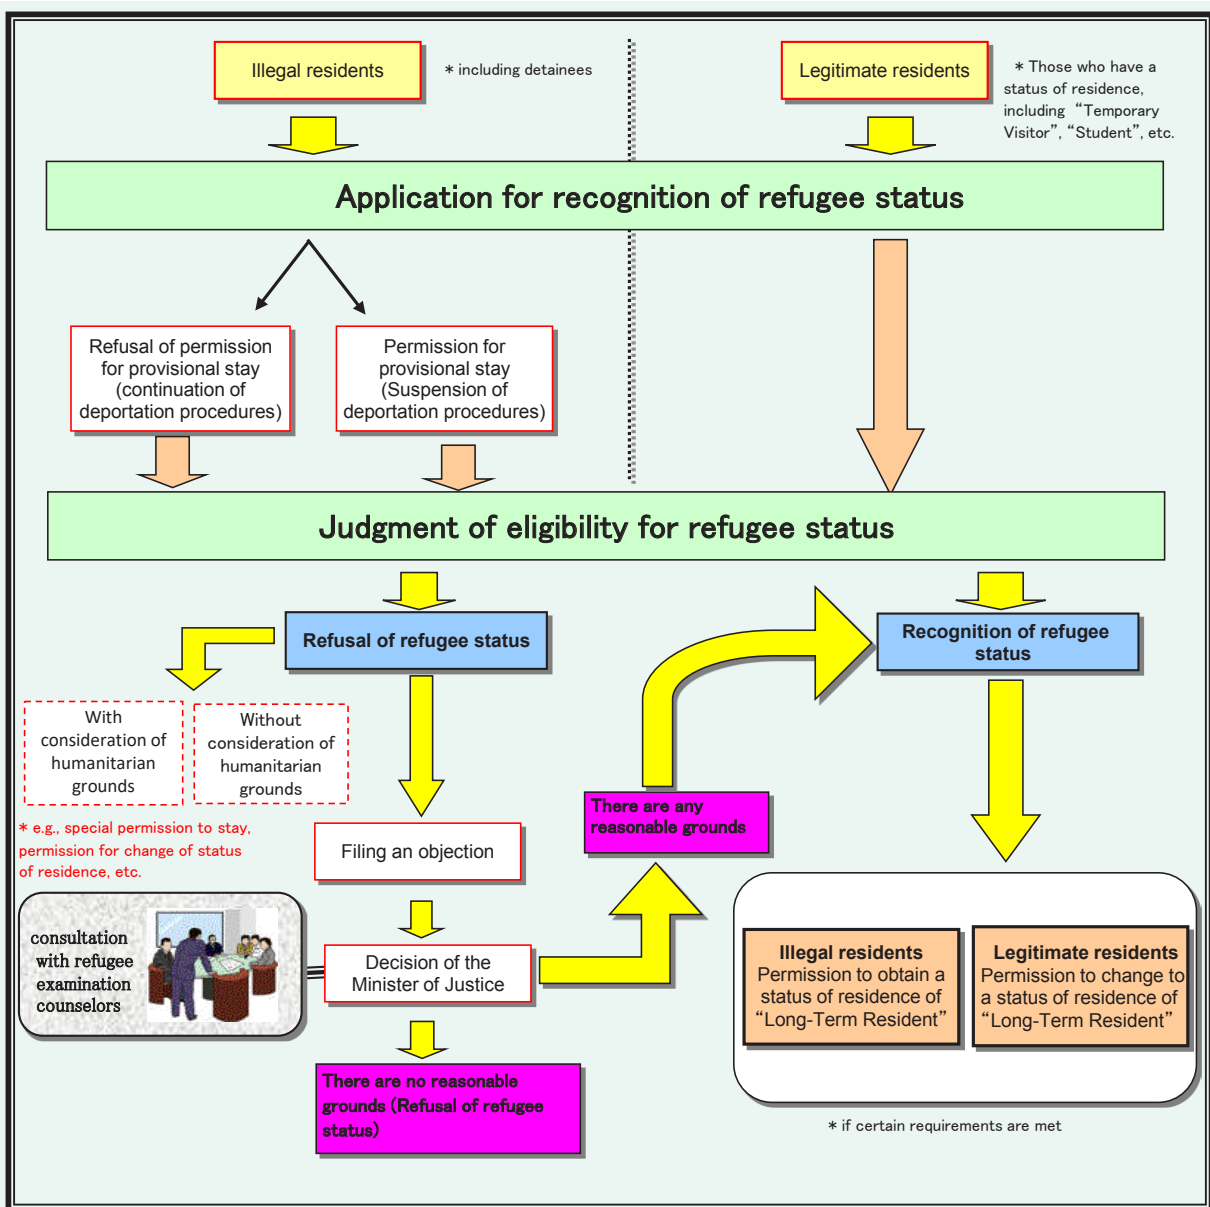 Illegal residents
* including detainees
Legitimate residents
* Those who have a
status of residence,
including “Temporary
Visitor”, “Student”, etc.
Application for recognition of refugee status
Refusal of permission
for provisional stay
(continuation of
deportation procedures)
Permission for
provisional stay
(Suspension of
deportation procedures)
Judgment of eligibility for refugee status
Refusal of refugee status
Recognition of refugee
status
With
consideration of
humanitarian
grounds
Without
consideration of
humanitarian
grounds
* e.g., special permission to stay,
permission for change of status
of residence, etc.
Filing an objection
There are any
reasonable grounds
consultation
with refugee
examination
counselors
Decision of the
Minister of Justice
There are no reasonable
grounds (Refusal of refugee
status)
Illegal residents
Permission to obtain a
status of residence of
“Long-Term Resident”
Legitimate residents
Permission to change to
a status of residence of
“Long-Term Resident”
* if certain requirements are met